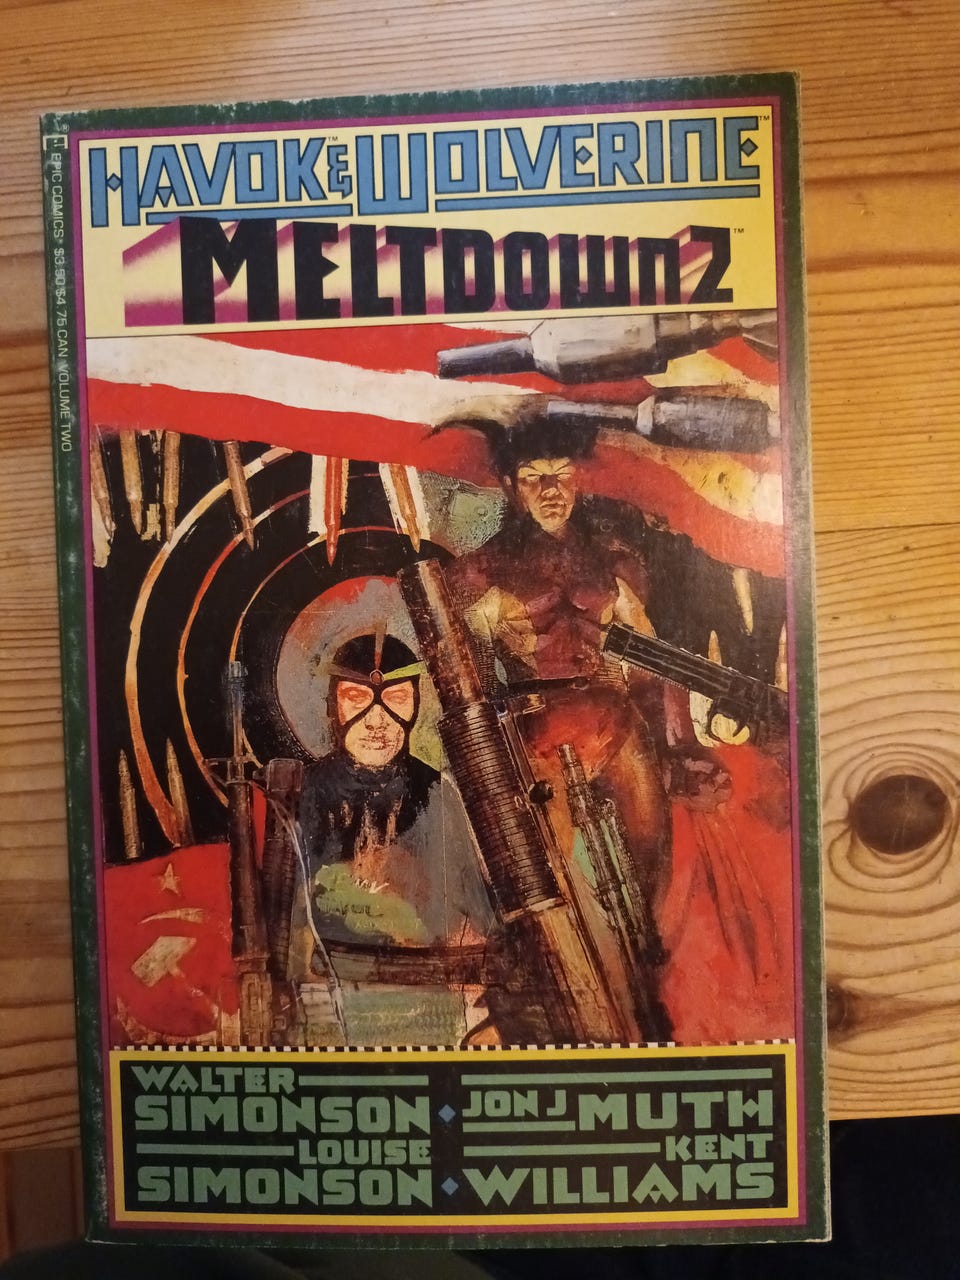 HAVOK™ & WOLVERINE™
MELTDOWN 2™
EPIC COMICS® $3.50 $4.75 CAN VOLUME TWO
WALTER
SIMONSON
LOUISE
SIMONSON
JON J MUTH
KENT
WILLIAMS